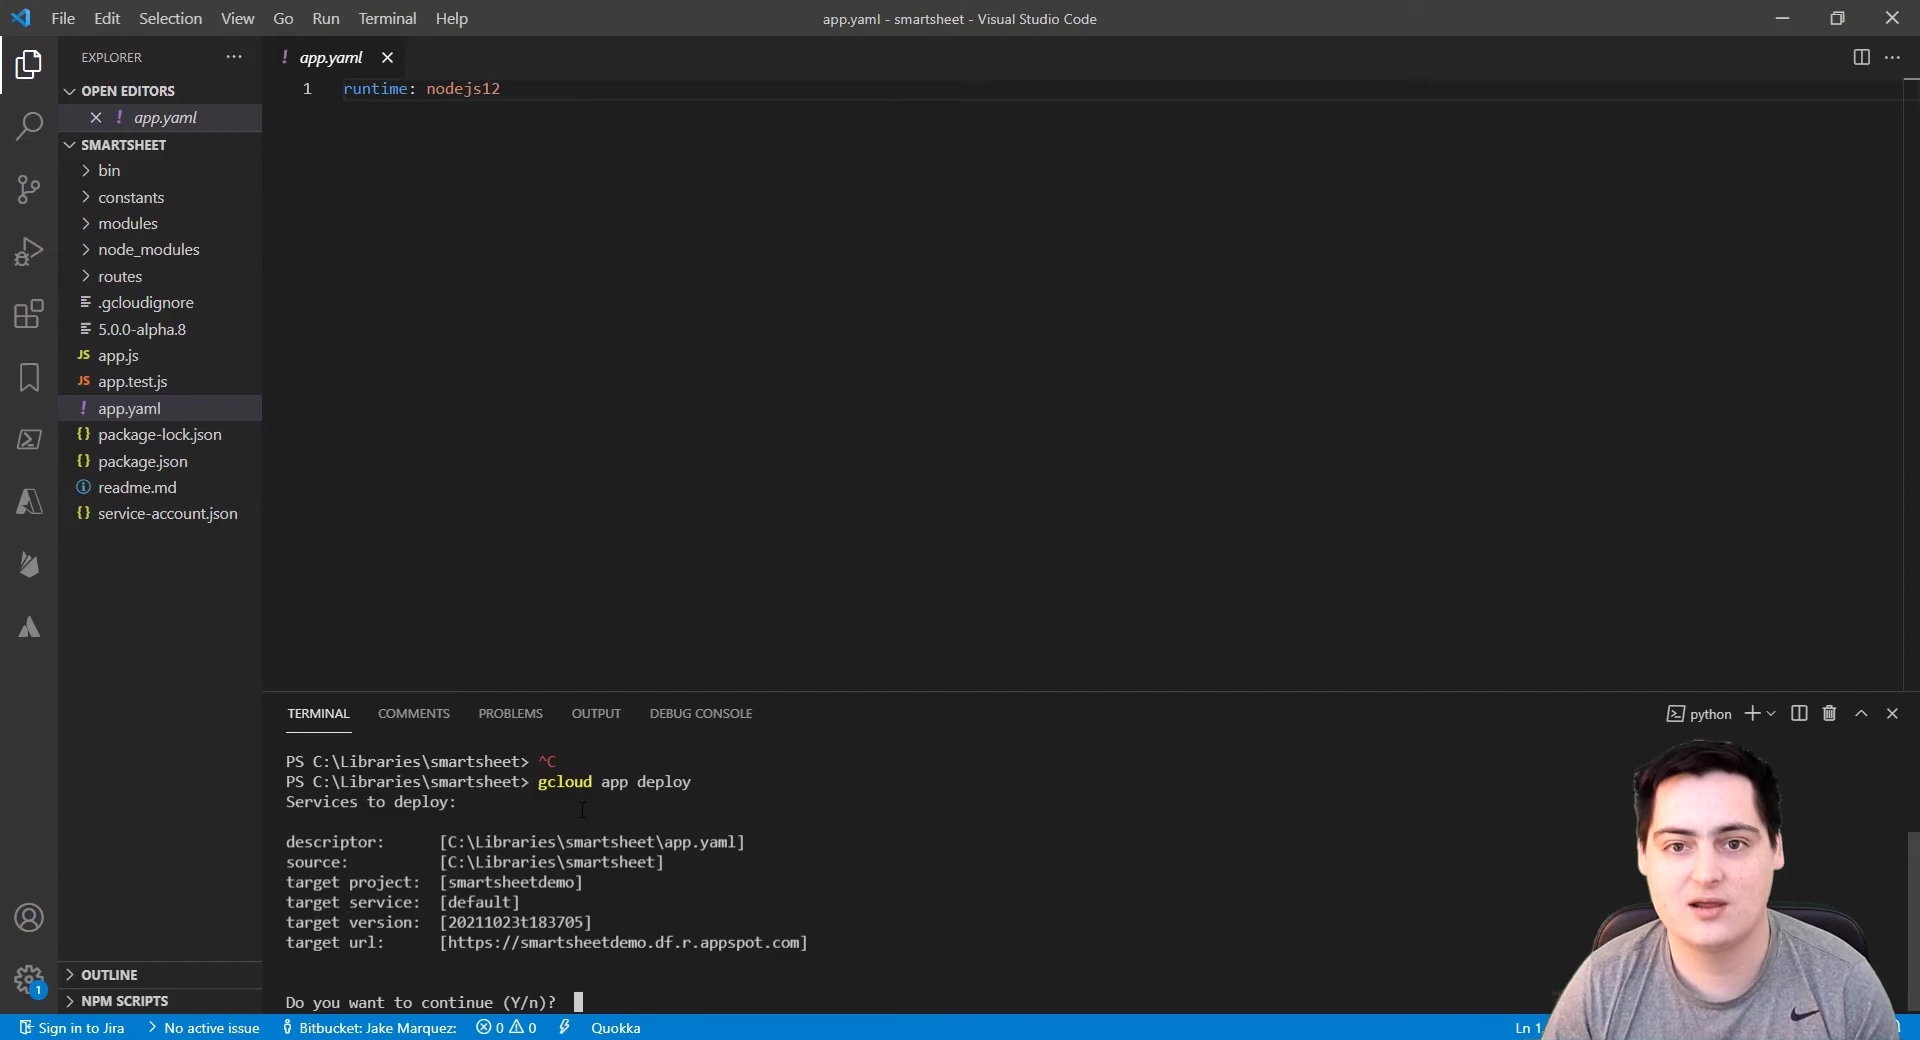 File Edit Selection View Go Run Terminal Help
app.yaml - smartsheet - Visual Studio Code
EXPLORER
OPEN EDITORS
! app.yaml
SMARTSHEET
bin
constants
modules
node_modules
routes
.gcloudignore
5.0.0-alpha.8
JS app.js
JS app.test.js
! app.yaml
{} package-lock.json
{} package.json
readme.md
{} service-account.json
OUTLINE
NPM SCRIPTS
! app.yaml
1 runtime: nodejs12
TERMINAL COMMENTS PROBLEMS OUTPUT DEBUG CONSOLE
python
PS C:\Libraries\smartsheet> ^C
PS C:\Libraries\smartsheet> gcloud app deploy
Services to deploy:
descriptor: [C:\Libraries\smartsheet\app.yaml]
source: [C:\Libraries\smartsheet]
target project: [smartsheetdemo]
target service: [default]
target version: [20211023t183705]
target url: [https://smartsheetdemo.df.r.appspot.com]
Do you want to continue (Y/n)?
1
Sign in to Jira No active issue Bitbucket: Jake Marquez: 0 0 Quokka Ln 1